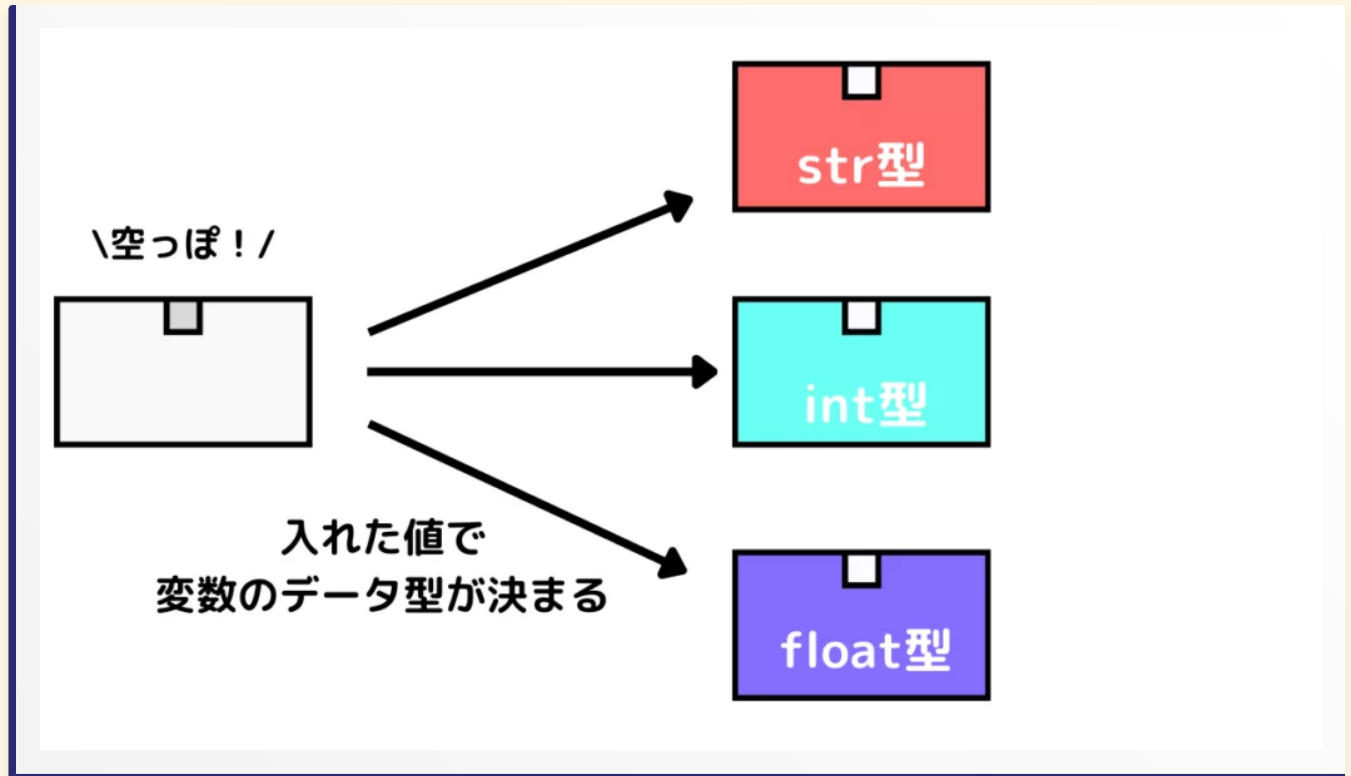 \空っぽ！/
str型
int型
float型
入れた値で
変数のデータ型が決まる